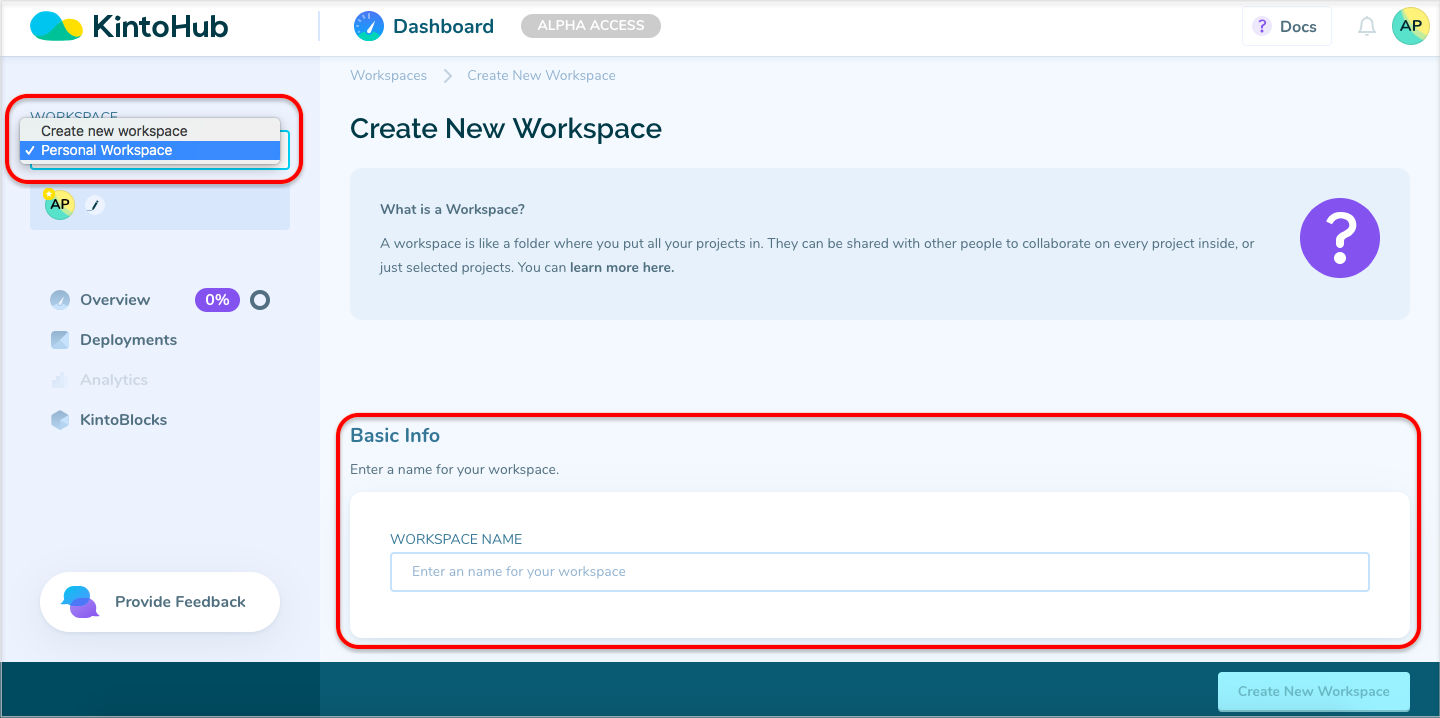 KintoHub
Dashboard
ALPHA ACCESS
? Docs
AP
WORKSPACE
Create new workspace
✓ Personal Workspace
AP
Overview
0%
Deployments
Analytics
KintoBlocks
Provide Feedback
Workspaces
Create New Workspace
Create New Workspace
What is a Workspace?
A workspace is like a folder where you put all your projects in. They can be shared with other people to collaborate on every project inside, or
just selected projects. You can learn more here.
?
Basic Info
Enter a name for your workspace.
WORKSPACE NAME
Enter an name for your workspace
Create New Workspace